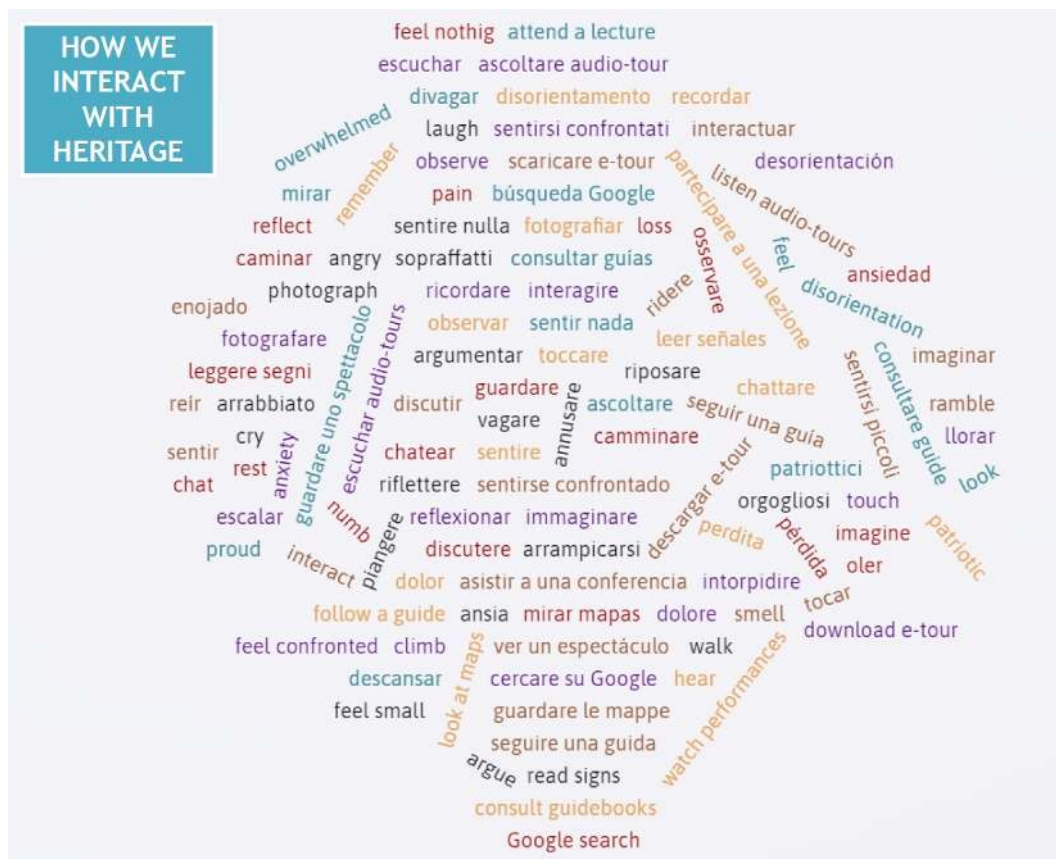 HOW WE
INTERACT
WITH
HERITAGE
feel nothig attend a lecture
escuchar ascoltare audio-tour
divagar disorientamento recordar
overwhelmed
laugh sentirsi confrontati interactuar
remember
observe scaricare e-tour
partecipare a una lezione
desorientación
listen audio-tours
mirar
pain búsqueda Google
reflect
sentire nulla fotografiar loss
osservare
feel
caminar angry sopraffatti consultar guías
ansiedad
disorientation
photograph
ricordare interagire
ridere
enojado
fotografare
guardare uno spettacolo
escuchar audio-tours
observar sentir nada
leer señales
consultare guide
leggere segni
argumentar toccare
riposare
sentirsi piccoli
imaginar
guardare
annusare
chattare
reír arrabbiato
discutir
ascoltare
seguir una guía
ramble
vagare
cry
camminare
llorar
sentir
rest
anxiety
chatear sentire
descargar e-tour
patriottici
look
chat
riflettere sentirse confrontado
orgogliosi touch
escalar
numb
piangere
reflexionar immaginare
perdita
pérdida
imagine
patriotic
proud
interact
discutere arrampicarsi
oler
dolor asistir a una conferencia intorpidire
tocar
follow a guide ansia mirar mapas dolore smell
download e-tour
feel confronted climb
look at maps
ver un espectáculo walk
watch performances
descansar
cercare su Google hear
feel small
guardare le mappe
seguire una guida
argue
read signs
consult guidebooks
Google search